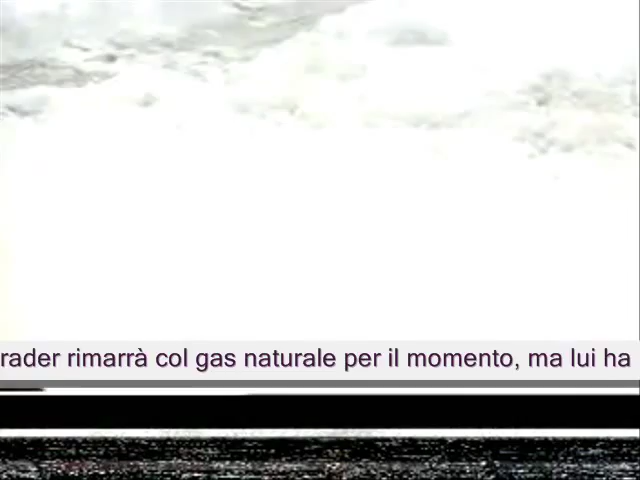 rader rimarrà col gas naturale per il momento, ma lui ha